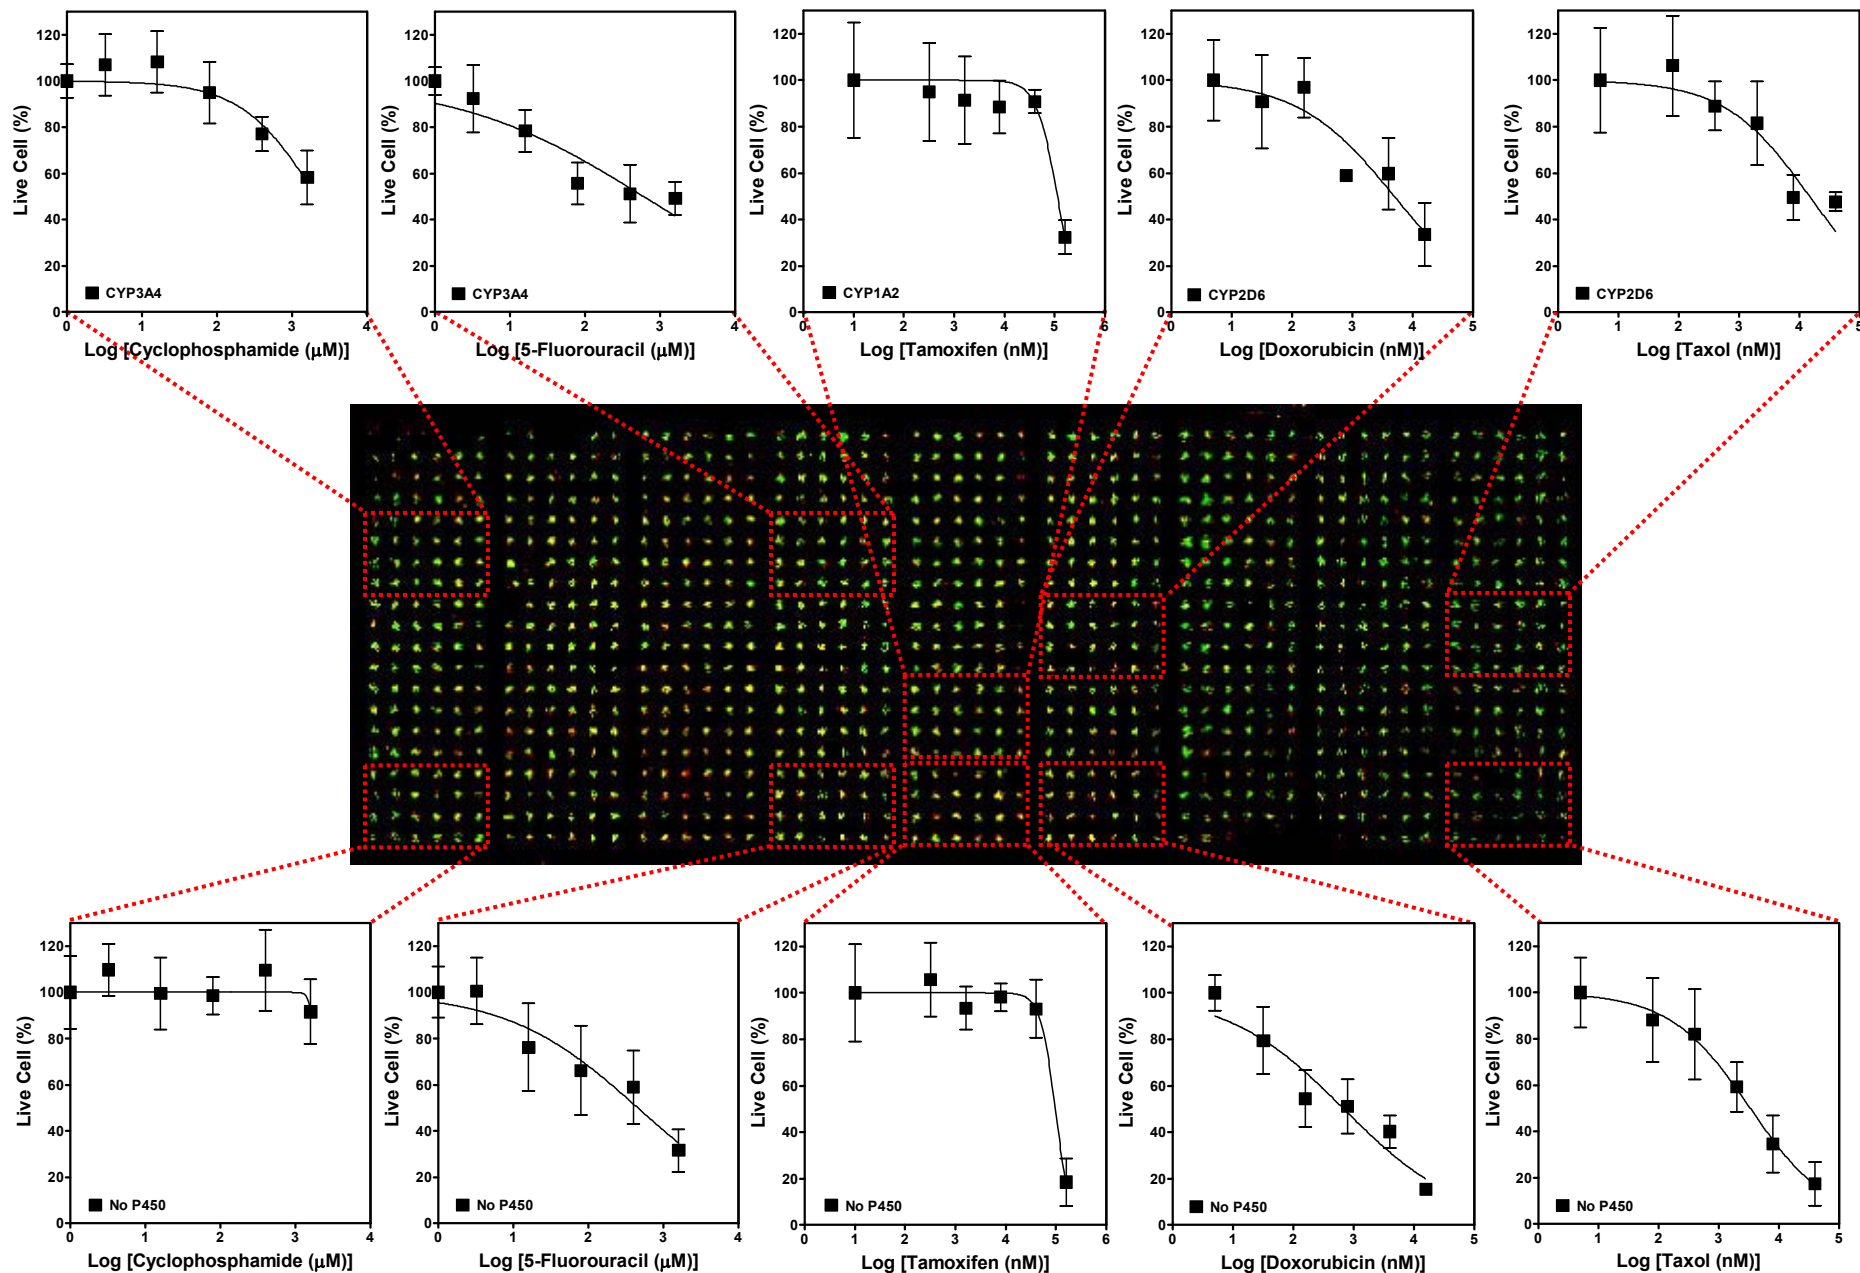 120
100
80
60
40
20
0
Live Cell (%)
CYP3A4
0 1 2 3 4
Log [Cyclophosphamide (μM)]
120
100
80
60
40
20
0
Live Cell (%)
CYP3A4
0 1 2 3 4
Log [5-Fluorouracil (μM)]
120
100
80
60
40
20
0
Live Cell (%)
CYP1A2
0 1 2 3 4 5 6
Log [Tamoxifen (nM)]
120
100
80
60
40
20
0
Live Cell (%)
CYP2D6
0 1 2 3 4 5
Log [Doxorubicin (nM)]
120
100
80
60
40
20
0
Live Cell (%)
CYP2D6
0 1 2 3 4 5
Log [Taxol (nM)]
120
100
80
60
40
20
0
Live Cell (%)
No P450
0 1 2 3 4
Log [Cyclophosphamide (μM)]
120
100
80
60
40
20
0
Live Cell (%)
No P450
0 1 2 3 4
Log [5-Fluorouracil (μM)]
120
100
80
60
40
20
0
Live Cell (%)
No P450
0 1 2 3 4 5 6
Log [Tamoxifen (nM)]
120
100
80
60
40
20
0
Live Cell (%)
No P450
0 1 2 3 4 5
Log [Doxorubicin (nM)]
120
100
80
60
40
20
0
Live Cell (%)
No P450
0 1 2 3 4 5
Log [Taxol (nM)]